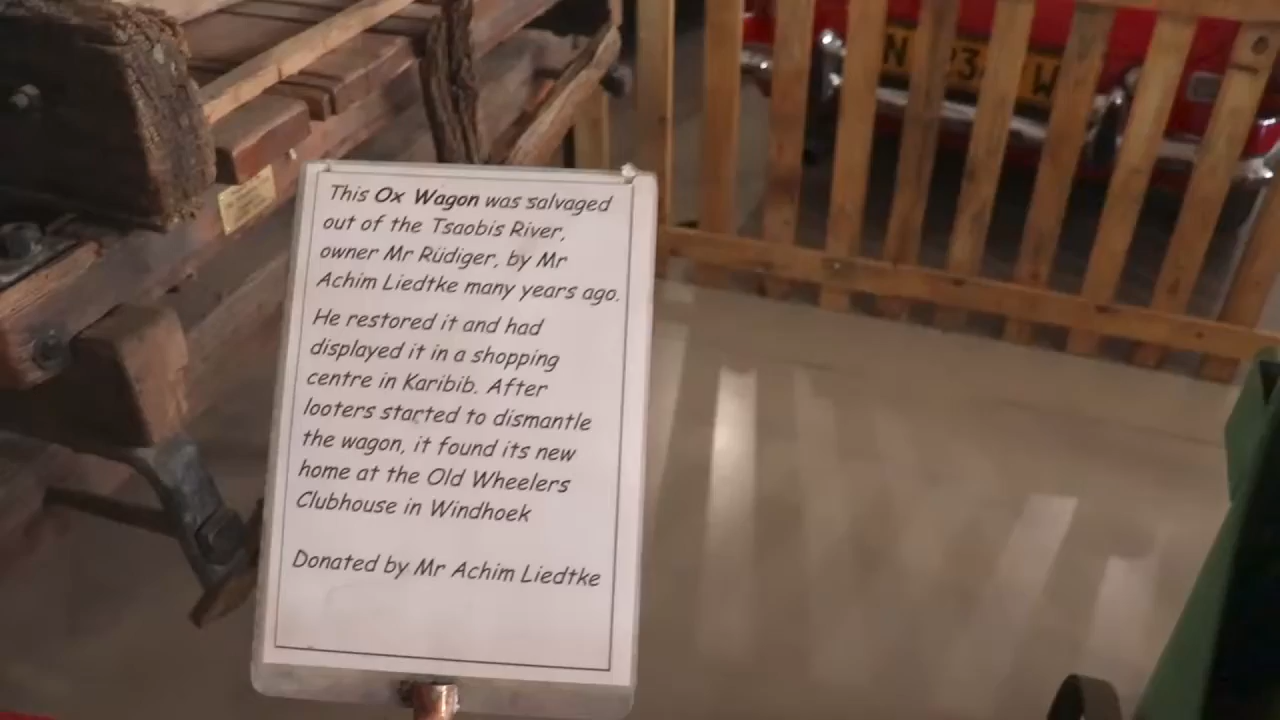 This Ox Wagon was salvaged
out of the Tsaobis River,
owner Mr Rüdiger, by Mr
Achim Liedtke many years ago.
He restored it and had
displayed it in a shopping
centre in Karibib. After
looters started to dismantle
the wagon, it found its new
home at the Old Wheelers
Clubhouse in Windhoek
Donated by Mr Achim Liedtke